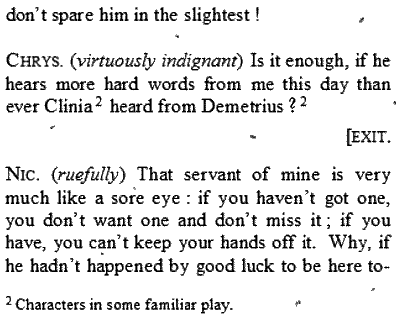 don't spare him in the slightest !
CHRYS. (virtuously indignant) Is it enough, if he
hears more hard words from me this day than
ever Clinia² heard from Demetrius ?²
[EXIT.
NIC. (ruefully) That servant of mine is very
much like a sore eye : if you haven't got one,
you don't want one and don't miss it ; if you
have, you can't keep your hands off it. Why, if
he hadn't happened by good luck to be here to-
² Characters in some familiar play.